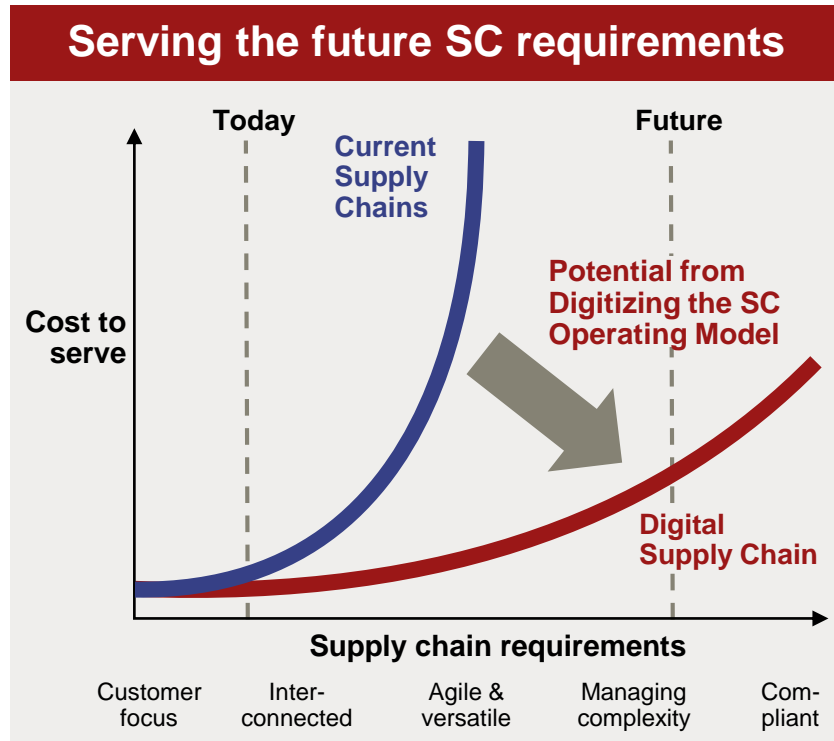 Serving the future SC requirements
Today
Future
Current
Supply
Chains
Potential from
Digitizing the SC
Operating Model
Cost to
serve
Digital
Supply Chain
Supply chain requirements
Customer
focus
Inter-
connected
Agile &
versatile
Managing
complexity
Com-
pliant